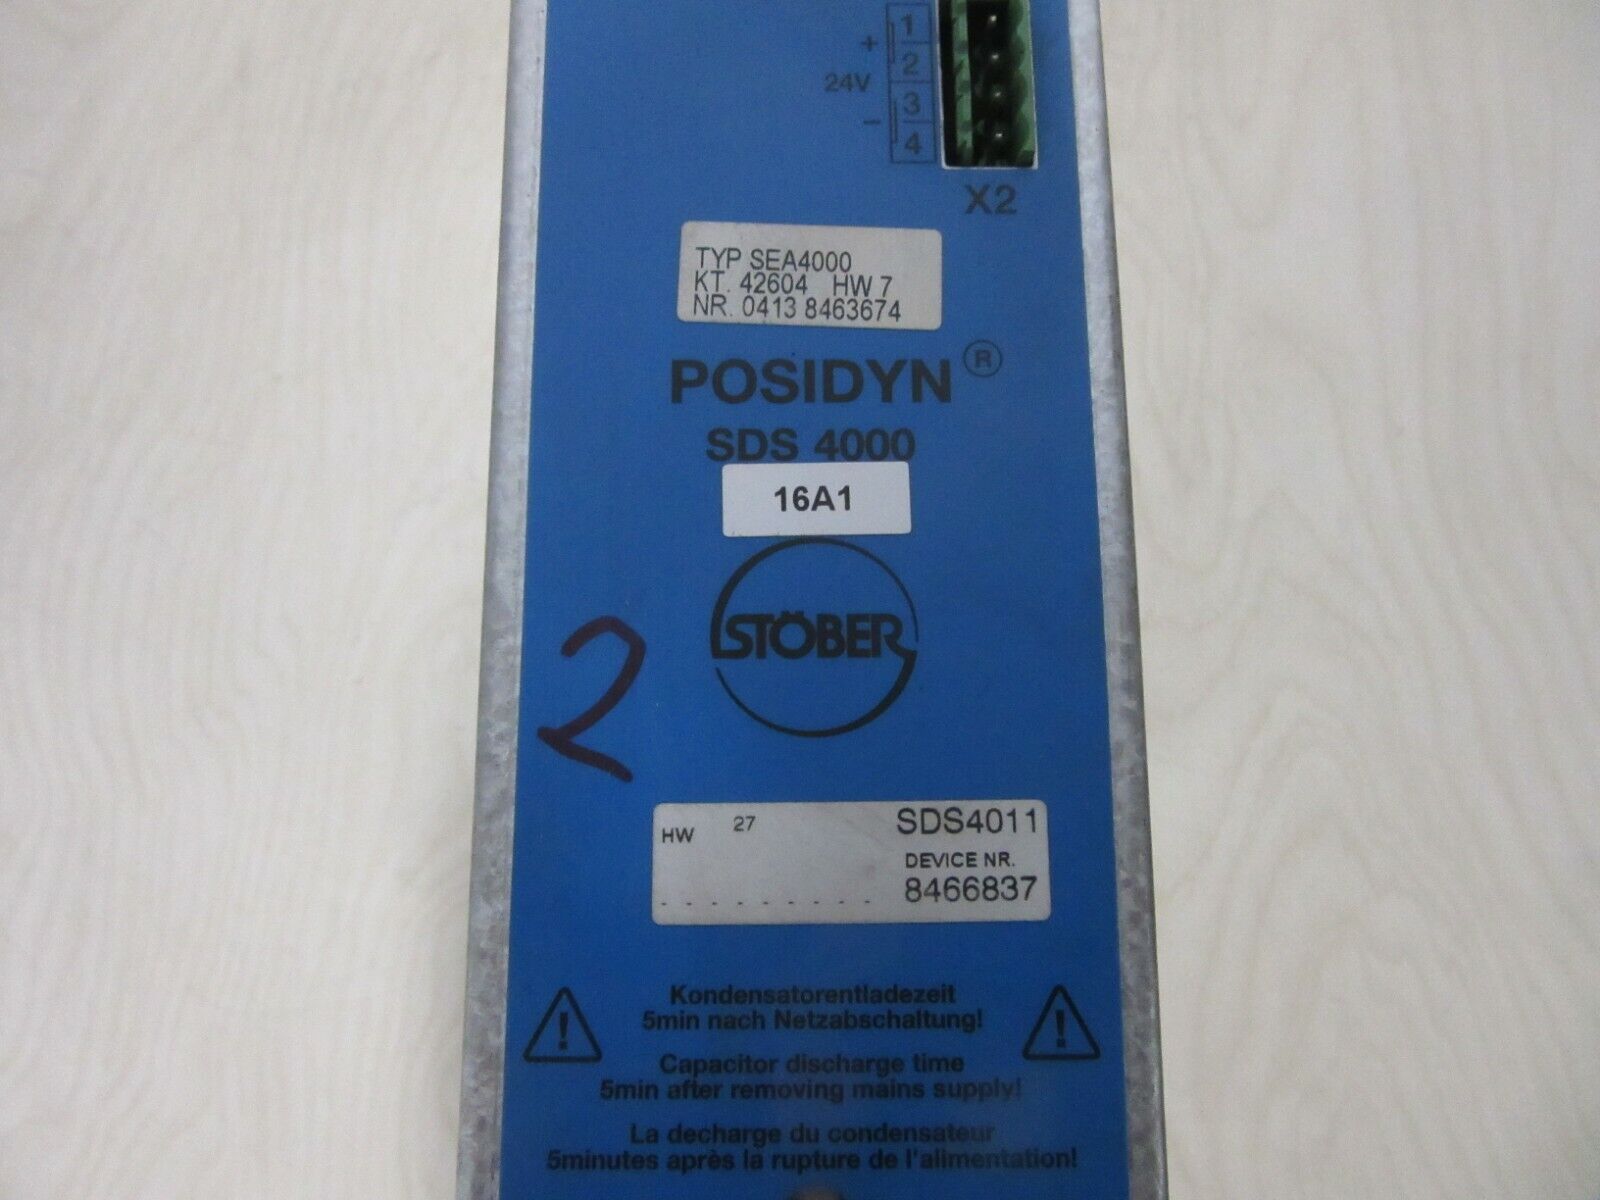 1
+
2
24V
3
-
4
X2
TYP SEA4000
KT. 42604 HW 7
NR. 0413 8463674
POSIDYN ®
SDS 4000
16A1
STÖBER
2
HW 27 SDS4011
DEVICE NR.
- - - - - - - - - 8466837
Kondensatorentladezeit
5min nach Netzabschaltung!
Capacitor discharge time
5min after removing mains supply!
La decharge du condensateur
5minutes après la rupture de l'alimentation!